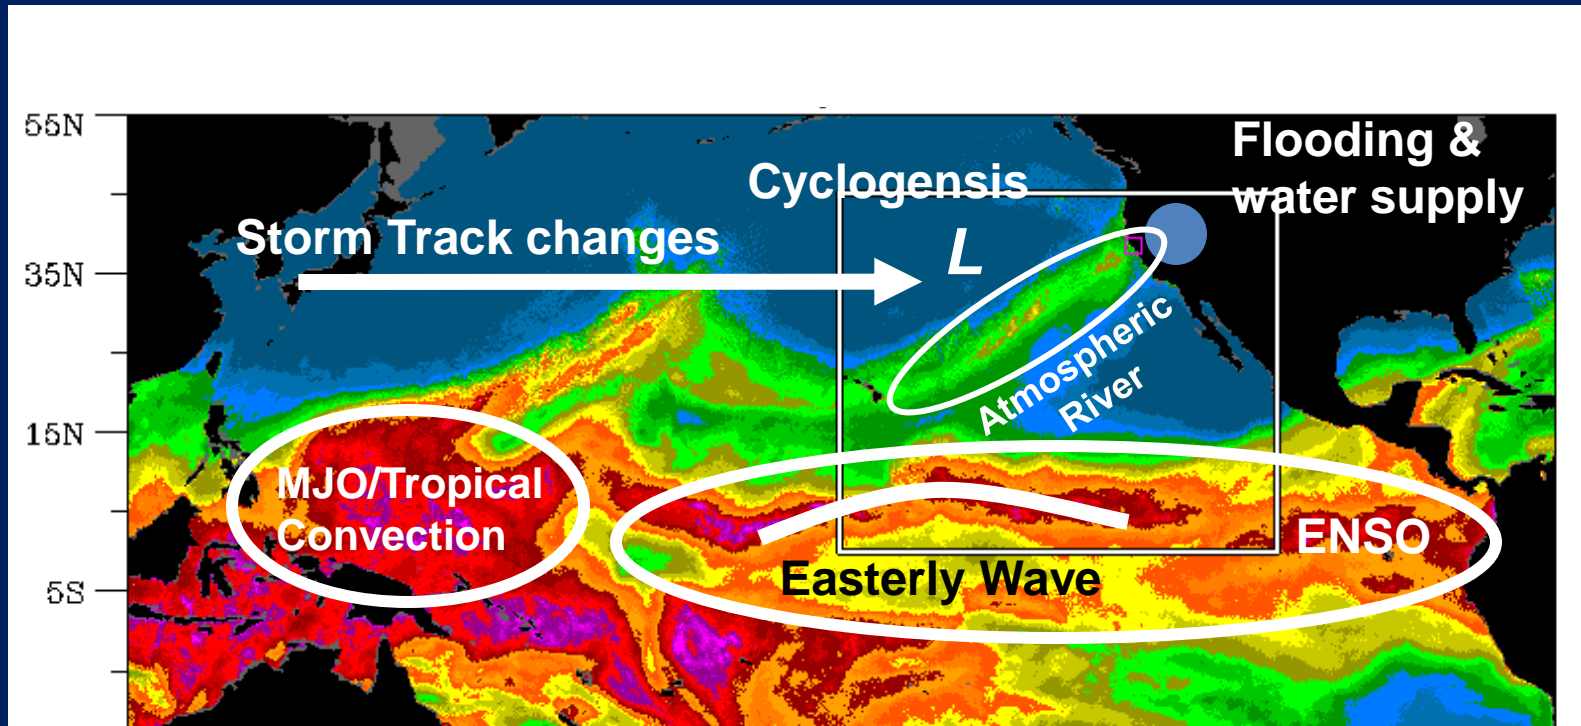 55N
Flooding &
water supply
Cyclogensis
Storm Track changes
L
35N
Atmospheric
River
15N
MJO/Tropical
Convection
ENSO
Easterly Wave
5S